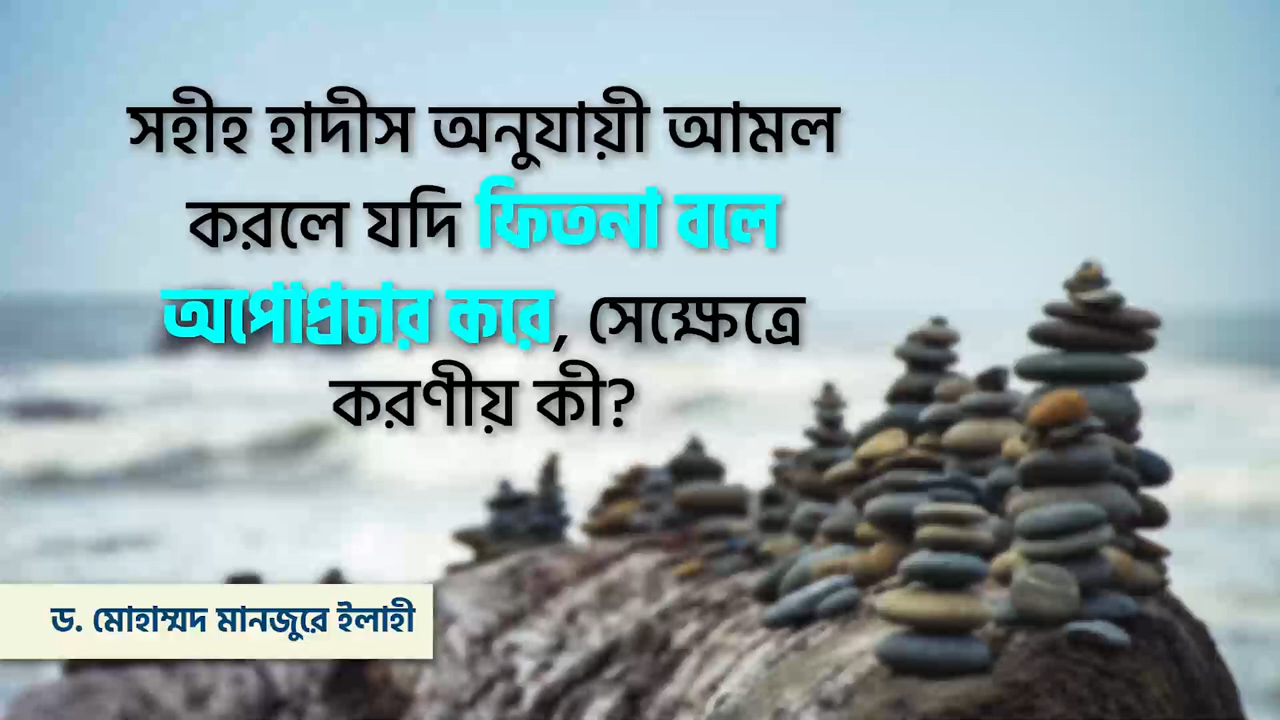 সহীহ হাদীস অনুযায়ী আমল
করলে যদি ফিতনা বলে
অপোপ্রচার করে, সেক্ষেত্রে
করণীয় কী?
ড. মোহাম্মদ মানজুরে ইলাহী